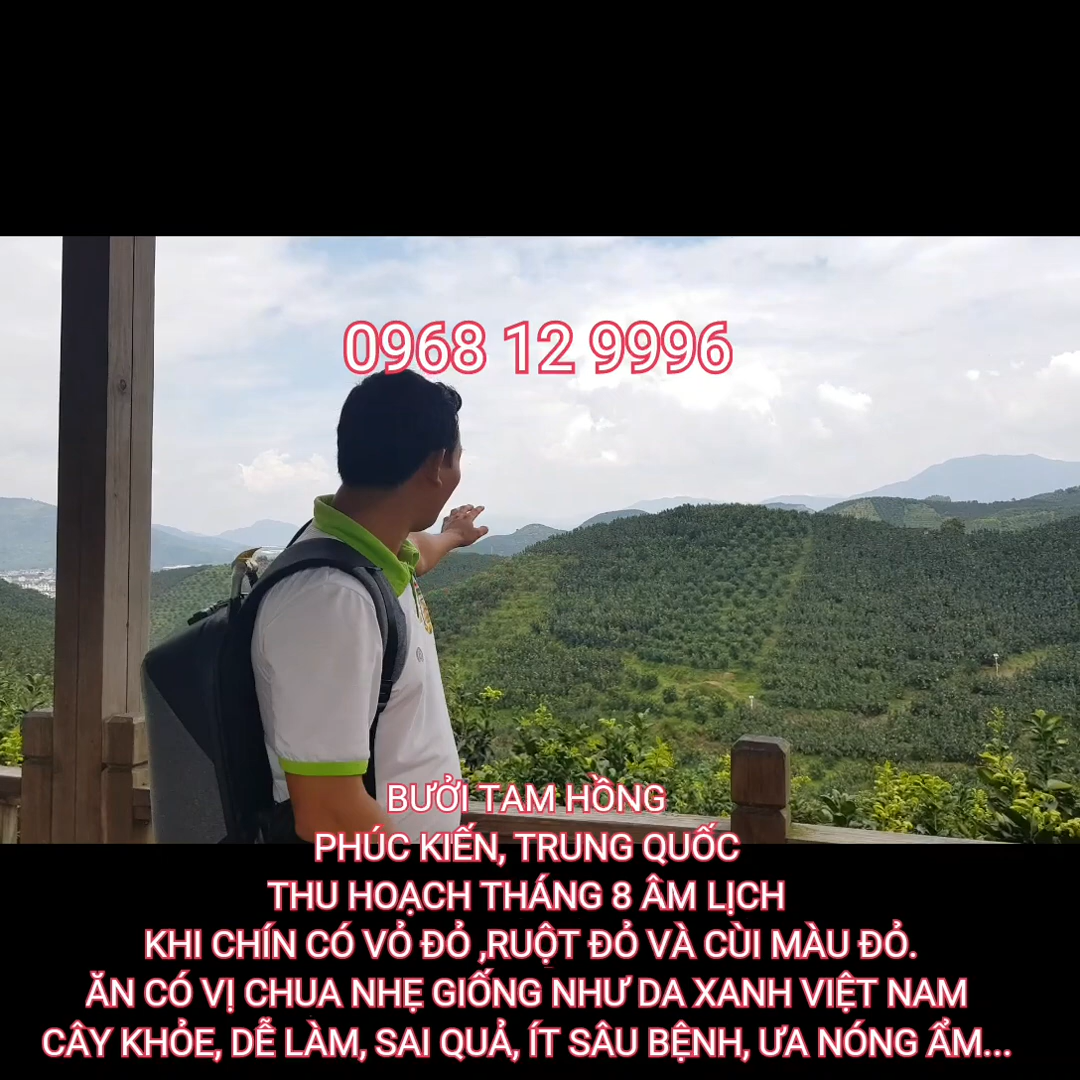 0968 12 9996
BƯỞI TAM HỒNG
PHÚC KIẾN, TRUNG QUỐC
THU HOẠCH THÁNG 8 ÂM LỊCH
KHI CHÍN CÓ VỎ ĐỎ ,RUỘT ĐỎ VÀ CÙI MÀU ĐỎ.
ĂN CÓ VỊ CHUA NHẸ GIỐNG NHƯ DA XANH VIỆT NAM
CÂY KHỎE, DỄ LÀM, SAI QUẢ, ÍT SÂU BỆNH, ƯA NÓNG ẨM...